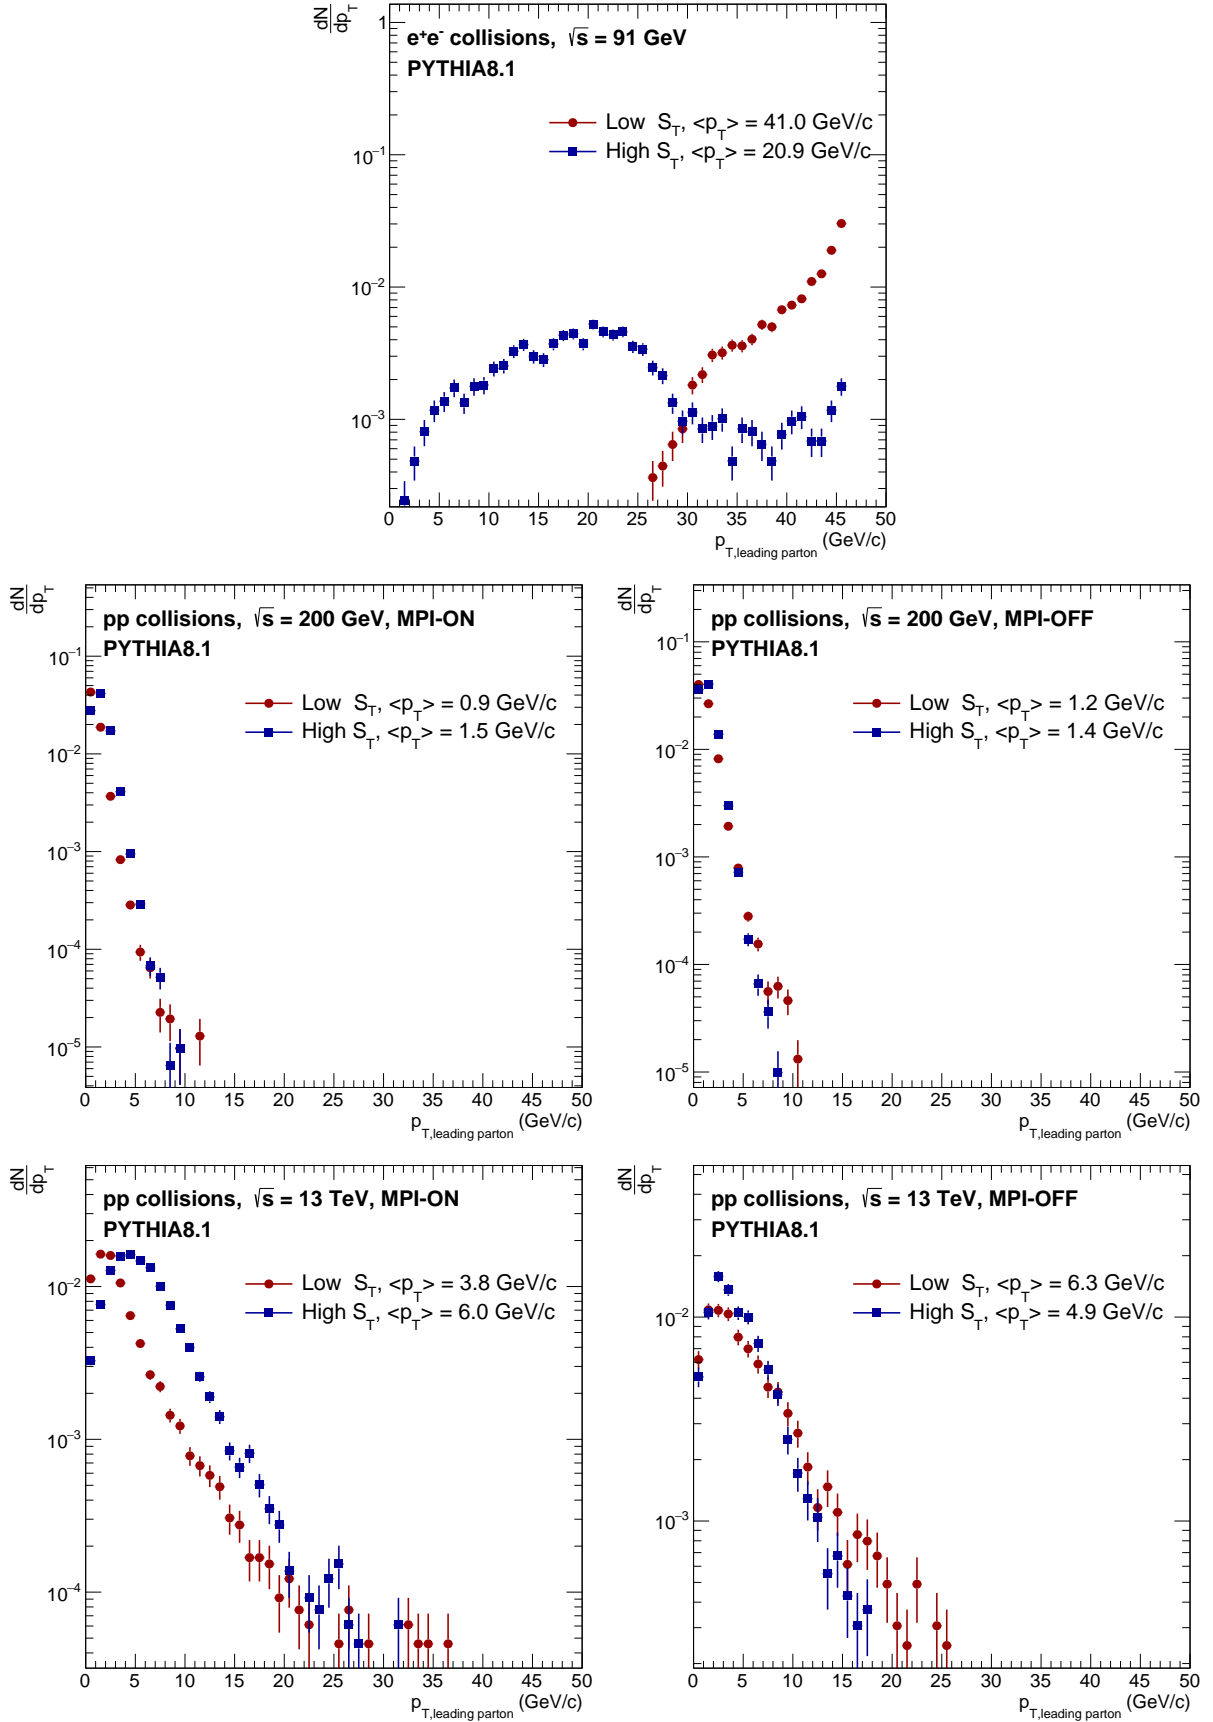 dN/dp_T
e⁺e⁻ collisions, √s = 91 GeV
PYTHIA8.1
Low S_T, <p_T> = 41.0 GeV/c
High S_T, <p_T> = 20.9 GeV/c
1
10⁻¹
10⁻²
10⁻³
0 5 10 15 20 25 30 35 40 45 50
p_T,leading parton (GeV/c)
dN/dp_T
pp collisions, √s = 200 GeV, MPI-ON
PYTHIA8.1
Low S_T, <p_T> = 0.9 GeV/c
High S_T, <p_T> = 1.5 GeV/c
10⁻¹
10⁻²
10⁻³
10⁻⁴
10⁻⁵
0 5 10 15 20 25 30 35 40 45 50
p_T,leading parton (GeV/c)
dN/dp_T
pp collisions, √s = 200 GeV, MPI-OFF
PYTHIA8.1
Low S_T, <p_T> = 1.2 GeV/c
High S_T, <p_T> = 1.4 GeV/c
10⁻¹
10⁻²
10⁻³
10⁻⁴
10⁻⁵
0 5 10 15 20 25 30 35 40 45 50
p_T,leading parton (GeV/c)
dN/dp_T
pp collisions, √s = 13 TeV, MPI-ON
PYTHIA8.1
Low S_T, <p_T> = 3.8 GeV/c
High S_T, <p_T> = 6.0 GeV/c
10⁻²
10⁻³
10⁻⁴
0 5 10 15 20 25 30 35 40 45 50
p_T,leading parton (GeV/c)
dN/dp_T
pp collisions, √s = 13 TeV, MPI-OFF
PYTHIA8.1
Low S_T, <p_T> = 6.3 GeV/c
High S_T, <p_T> = 4.9 GeV/c
10⁻²
10⁻³
0 5 10 15 20 25 30 35 40 45 50
p_T,leading parton (GeV/c)